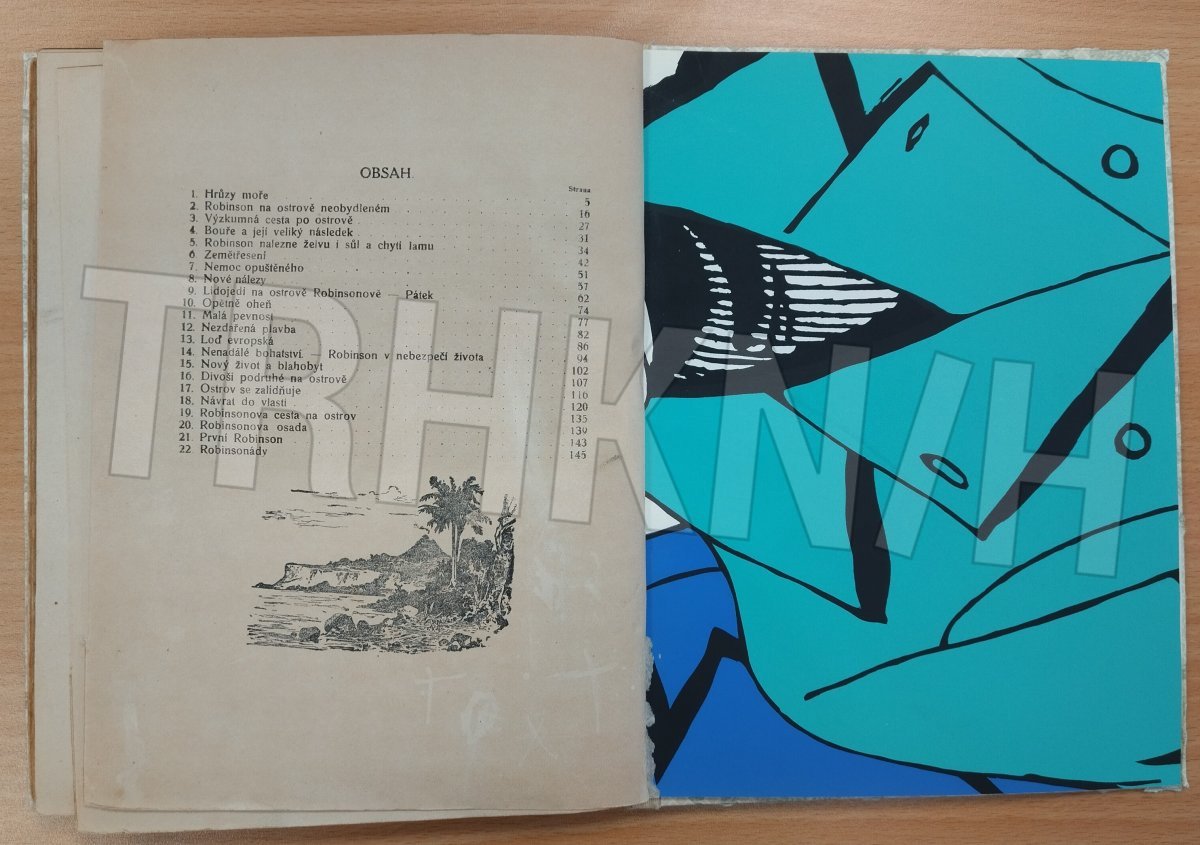 OBSAH.
Strana
1. Hrůzy moře 5
2. Robinson na ostrově neobydleném 16
3. Výzkumná cesta po ostrově 27
4. Bouře a její veliký následek 31
5. Robinson nalezne želvu i sůl a chytí lamu 34
6. Zemětřesení 42
7. Nemoc opuštěného 51
8. Nové nálezy 57
9. Lidojedi na ostrově Robinsonově — Pátek 62
10. Opětně oheň 74
11. Malá pevnost 77
12. Nezdařená plavba 82
13. Loď evropská 86
14. Nenadálé bohatství. Robinson v nebezpečí života 94
15. Nový život a blahobyt 102
16. Divoši podruhé na ostrově 107
17. Ostrov se zalidňuje 116
18. Návrat do vlasti 120
19. Robinsonova cesta na ostrov 135
20. Robinsonova osada 139
21. První Robinson 143
22. Robinsonády 145
TRHKNIH